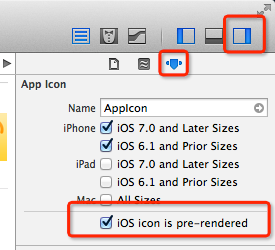 App Icon
Name AppIcon
iPhone iOS 7.0 and Later Sizes
iOS 6.1 and Prior Sizes
iPad iOS 7.0 and Later Sizes
iOS 6.1 and Prior Sizes
Mac All Sizes
iOS icon is pre-rendered